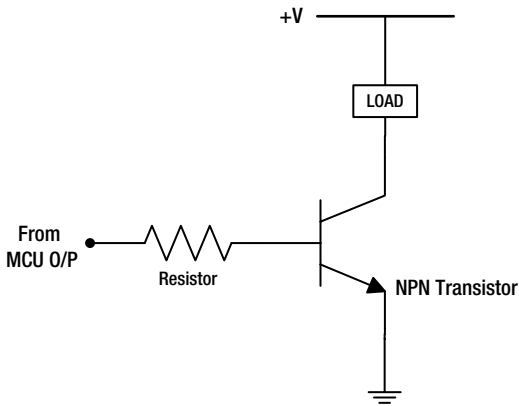 +V
LOAD
From
MCU O/P
Resistor
NPN Transistor